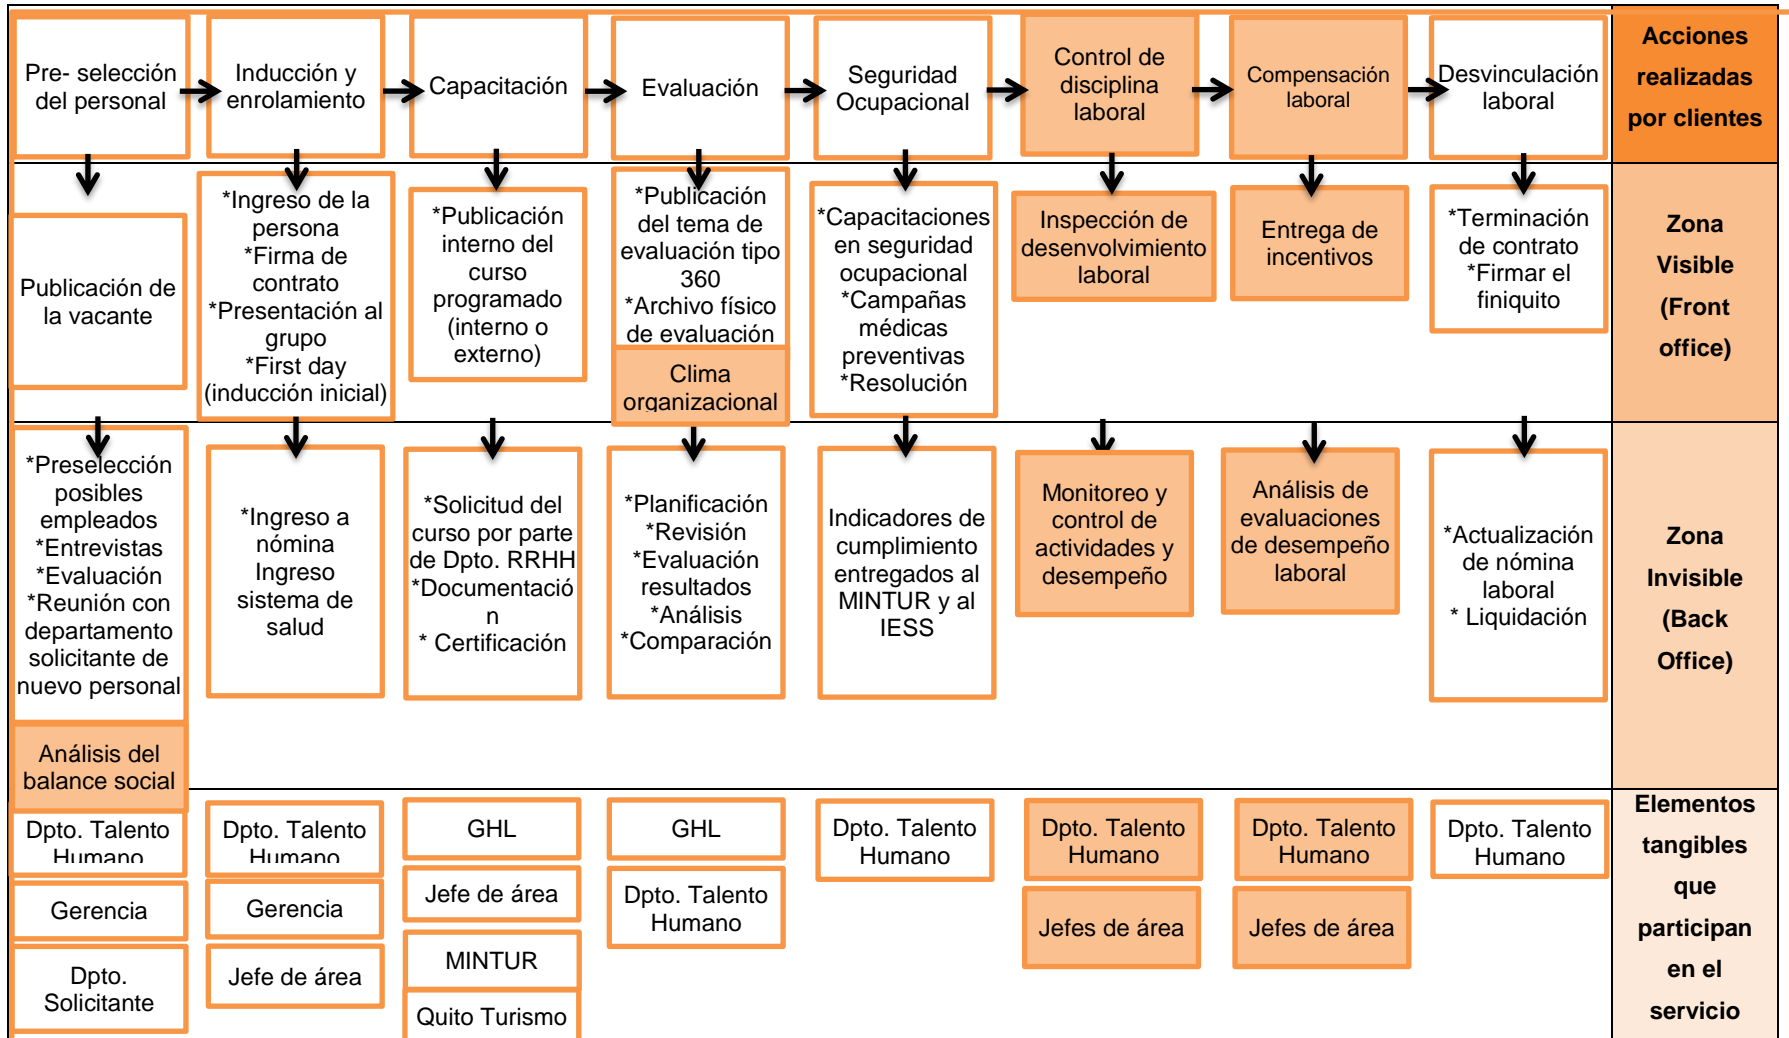 Pre- selección
del personal
Inducción y
enrolamiento
Capacitación
Evaluación
Seguridad
Ocupacional
Control de
disciplina
laboral
Compensación
laboral
Desvinculación
laboral
Acciones
realizadas
por clientes
Publicación de
la vacante
*Ingreso de la
persona
*Firma de
contrato
*Presentación al
grupo
*First day
(inducción inicial)
*Publicación
interno del
curso
programado
(interno o
externo)
*Publicación
del tema de
evaluación tipo
360
*Archivo físico
de evaluación
Clima
organizacional
*Capacitaciones
en seguridad
ocupacional
*Campañas
médicas
preventivas
*Resolución
Inspección de
desenvolvimiento
laboral
Entrega de
incentivos
*Terminación
de contrato
*Firmar el
finiquito
Zona
Visible
(Front
office)
*Preselección
posibles
empleados
*Entrevistas
*Evaluación
*Reunión con
departamento
solicitante de
nuevo personal
Análisis del
balance social
*Ingreso a
nómina
Ingreso
sistema de
salud
*Solicitud del
curso por parte
de Dpto. RRHH
*Documentació
n
* Certificación
*Planificación
*Revisión
*Evaluación
resultados
*Análisis
*Comparación
Indicadores de
cumplimiento
entregados al
MINTUR y al
IESS
Monitoreo y
control de
actividades y
desempeño
Análisis de
evaluaciones
de desempeño
laboral
*Actualización
de nómina
laboral
* Liquidación
Zona
Invisible
(Back
Office)
Dpto. Talento
Humano
Gerencia
Dpto.
Solicitante
Dpto. Talento
Humano
Gerencia
Jefe de área
GHL
Jefe de área
MINTUR
Quito Turismo
GHL
Dpto. Talento
Humano
Dpto. Talento
Humano
Dpto. Talento
Humano
Jefes de área
Dpto. Talento
Humano
Jefes de área
Dpto. Talento
Humano
Elementos
tangibles
que
participan
en el
servicio